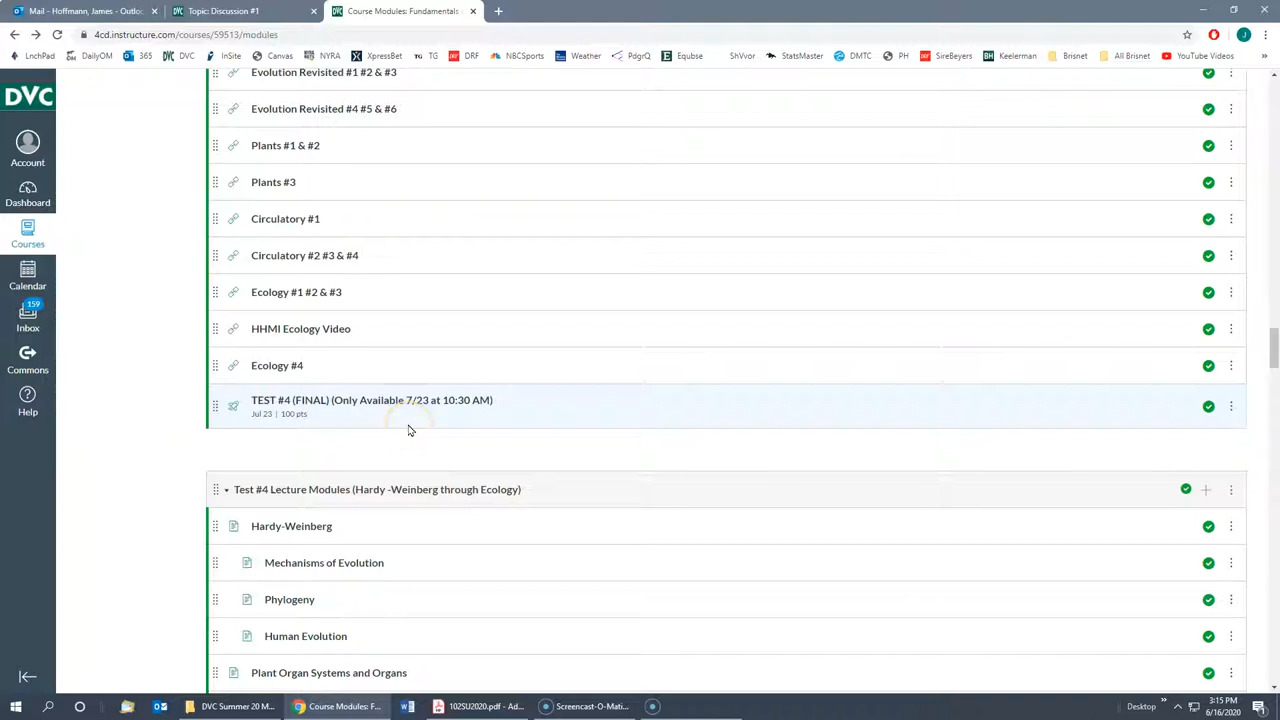 Mail - Hoffmann, James - Outloo
Topic: Discussion #1
Course Modules: Fundamentals
4cd.instructure.com/courses/59513/modules
LnchPad DailyOM 365 DVC InSite Canvas NYRA XpressBet TG DRF NBCSports Weather PdgrQ Equbse ShVvor StatsMaster DMTC PH SireBeyers Keelerman Brisnet All Brisnet YouTube Videos
DVC
Account
Dashboard
Courses
Calendar
159
Inbox
Commons
Help
Evolution Revisited #1 #2 & #3
Evolution Revisited #4 #5 & #6
Plants #1 & #2
Plants #3
Circulatory #1
Circulatory #2 #3 & #4
Ecology #1 #2 & #3
HHMI Ecology Video
Ecology #4
TEST #4 (FINAL) (Only Available 7/23 at 10:30 AM)
Jul 23 | 100 pts
Test #4 Lecture Modules (Hardy -Weinberg through Ecology)
Hardy-Weinberg
Mechanisms of Evolution
Phylogeny
Human Evolution
Plant Organ Systems and Organs
DVC Summer 20 M...
Course Modules: F...
102SU2020.pdf - Ad...
Screencast-O-Mati...
Desktop
3:15 PM
6/16/2020